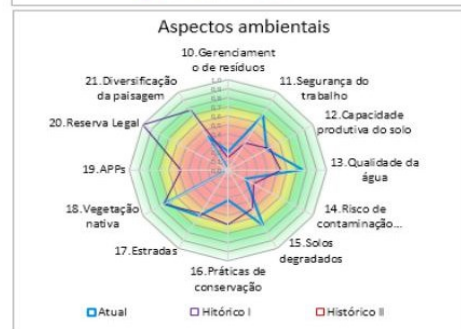 Aspectos ambientais
10.Gerenciament
o de resíduos
11.Segurança do
trabalho
12.Capacidade
produtiva do solo
13.Qualidade da
água
14.Risco de
contaminação...
15.Solos
degradados
16.Práticas de
conservação
17.Estradas
18.Vegetação
nativa
19.APPs
20.Reserva Legal
21.Diversificação
da paisagem
1,0
Atual
Hitórico I
Histórico II